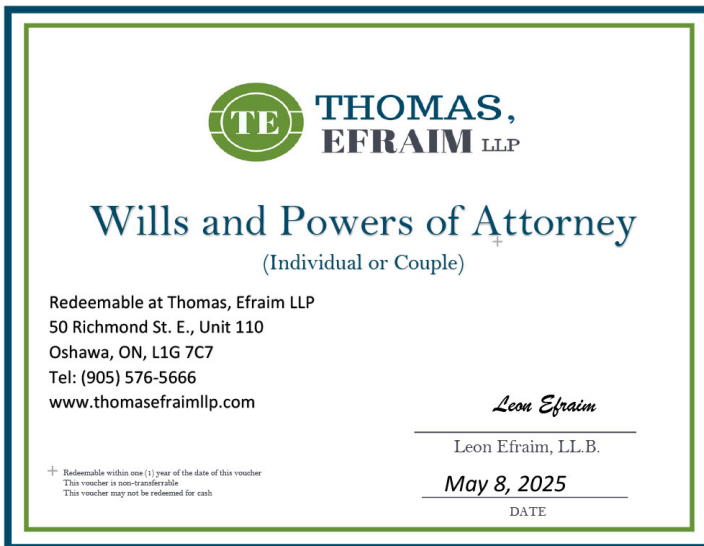 TE
THOMAS,
EFRAIM LLP
Wills and Powers of Attorney
(Individual or Couple)
Redeemable at Thomas, Efraim LLP
50 Richmond St. E., Unit 110
Oshawa, ON, L1G 7C7
Tel: (905) 576-5666
www.thomasefraimllp.com
Leon Efraim
Leon Efraim, LL.B.
May 8, 2025
DATE
Redeemable within one (1) year of the date of this voucher
This voucher is non-transferrable
This voucher may not be redeemed for cash